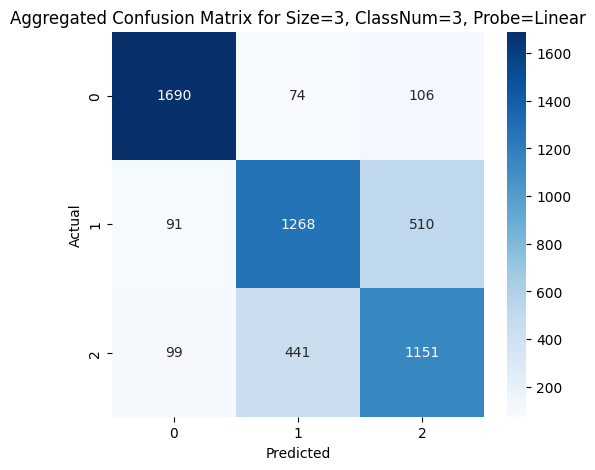 Aggregated Confusion Matrix for Size=3, ClassNum=3, Probe=Linear
Actual
0
1690 74 106
1
91 1268 510
2
99 441 1151
0 1 2
Predicted
1600
1400
1200
1000
800
600
400
200